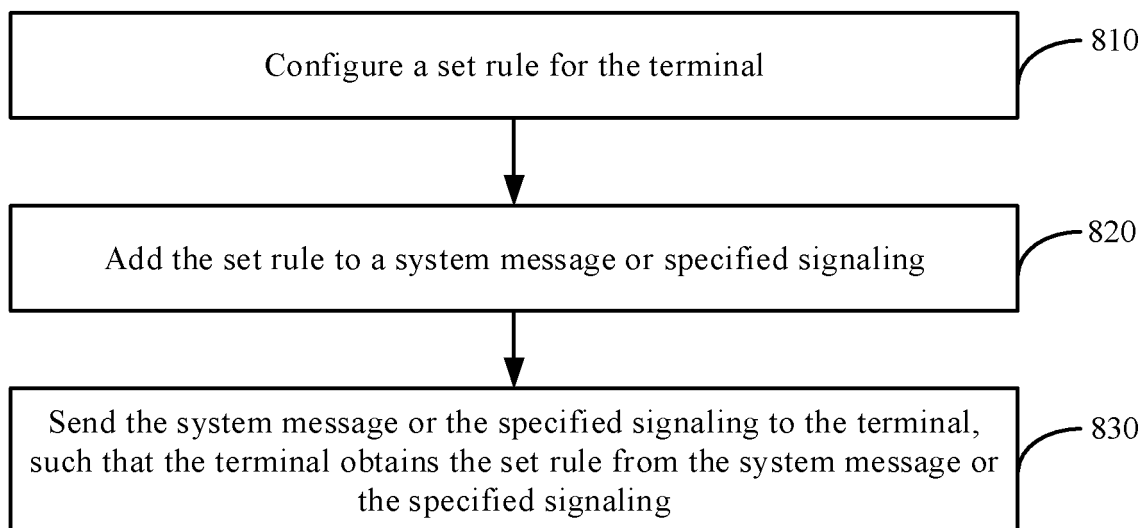 Configure a set rule for the terminal
810
Add the set rule to a system message or specified signaling
820
Send the system message or the specified signaling to the terminal,
such that the terminal obtains the set rule from the system message or
the specified signaling
830